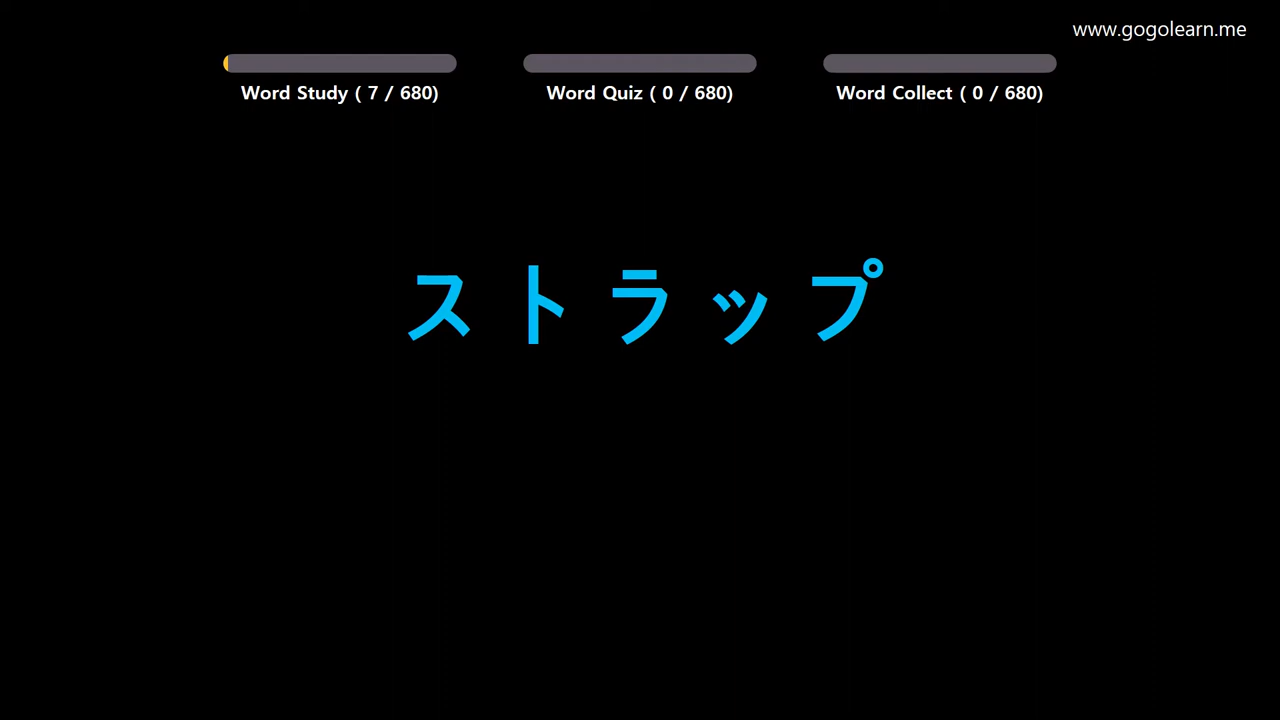 www.gogolearn.me
Word Study ( 7 / 680)
Word Quiz ( 0 / 680)
Word Collect ( 0 / 680)
ストラップ